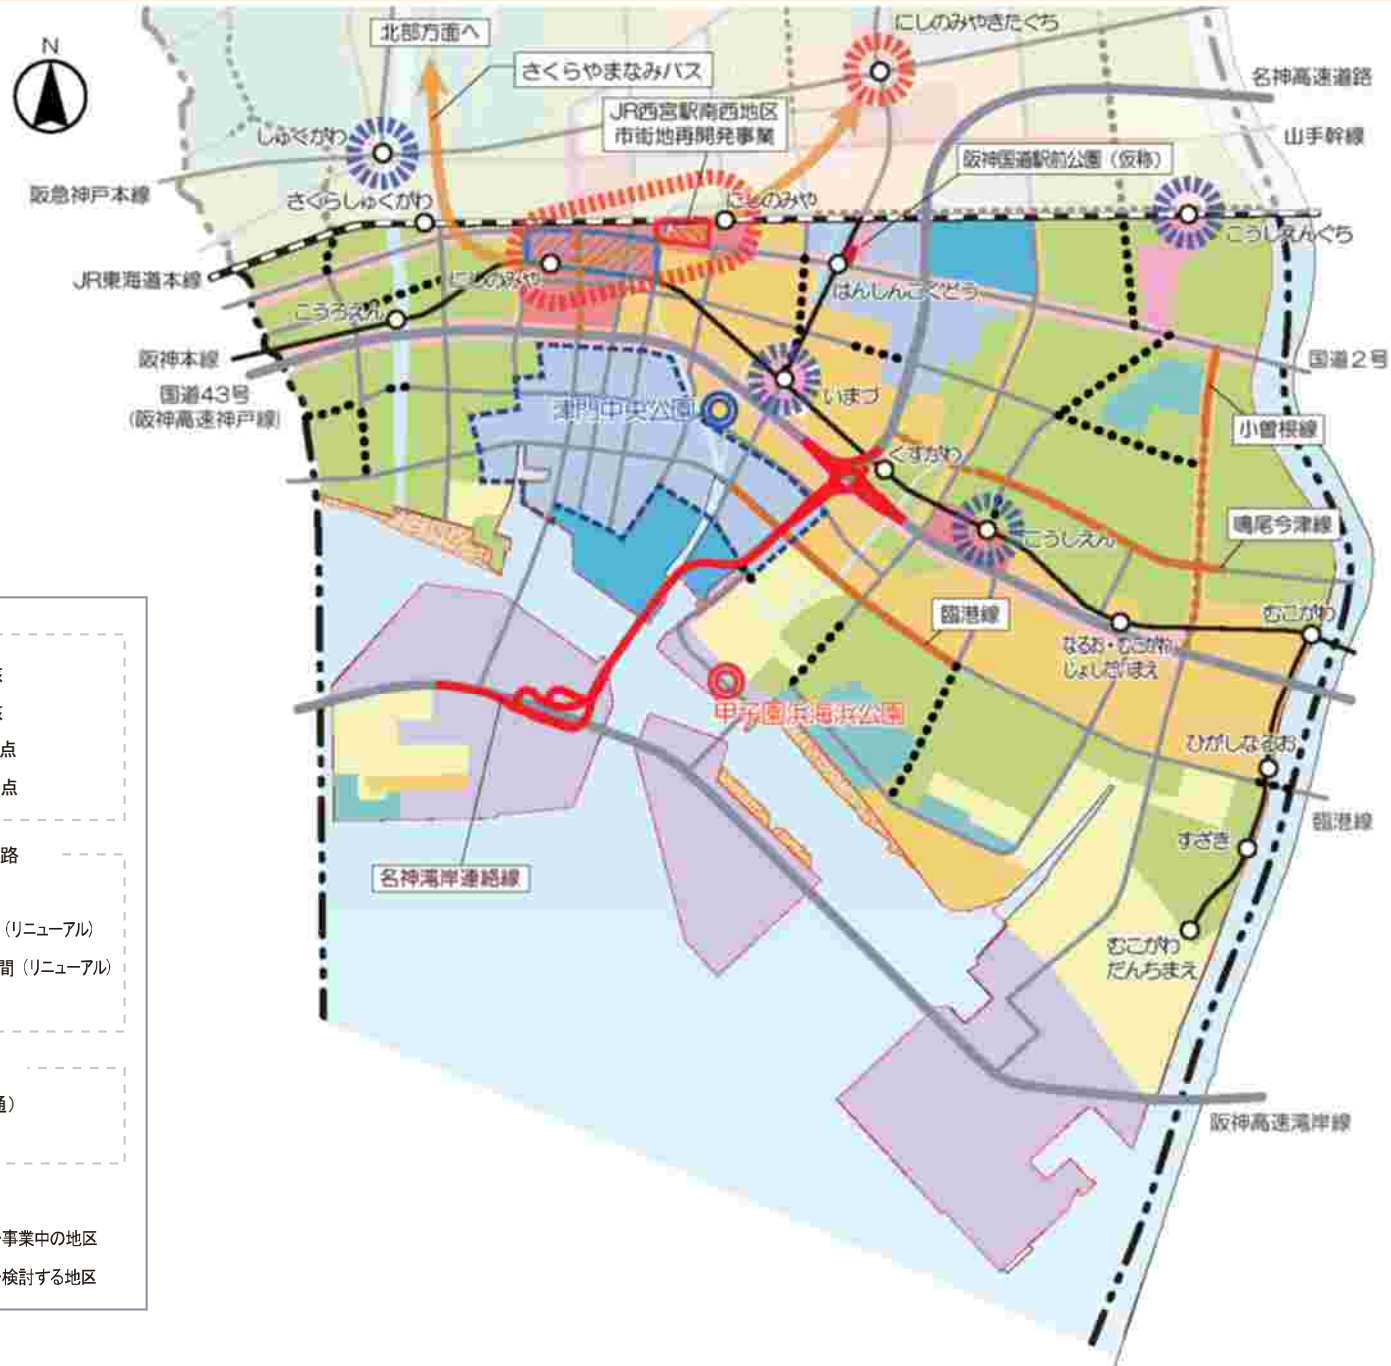 N
北部方面へ
さくらやまなみバス
にしのみやきたぐち
名神高速道路
JR西宮駅南西地区
市街地再開発事業
山手幹線
しゅくがわ
阪神国道駅前公園（仮称）
阪急神戸本線
さくらしゅくがわ
にしのみや
こうしえんぐち
JR東海道本線
にしのみや
はんしんこくどう
こうろえん
阪神本線
国道2号
国道43号
（阪神高速神戸線）
いまづ
津門中央公園
小曽根線
くすがわ
鳴尾今津線
こうしえん
臨港線
むこがわ
なるお・むこがわ
じょしだいまえ
甲子園浜海浜公園
ひがしなるお
臨港線
すざき
名神湾岸連絡線
むこがわ
だんちまえ
阪神高速湾岸線
点
点
路
（リニューアル）
間（リニューアル）
通）
事業中の地区
検討する地区